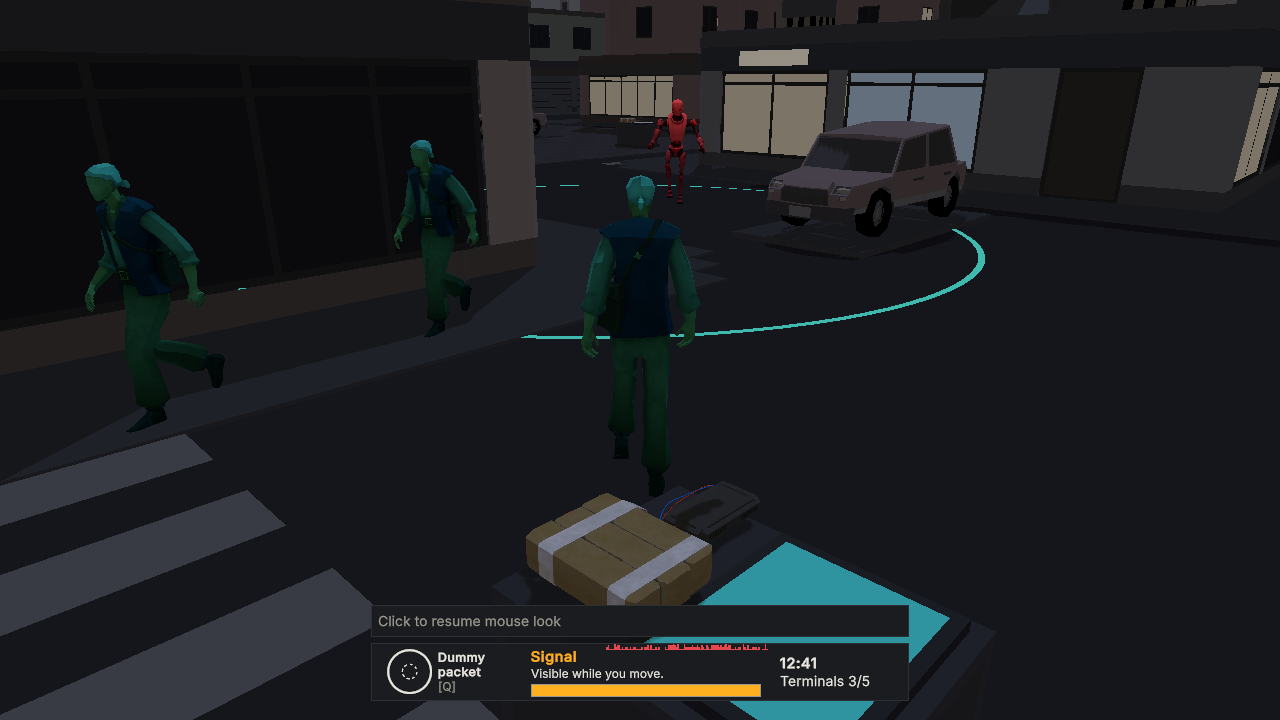 Click to resume mouse look
Dummy
packet
[Q]
Signal
Visible while you move.
12:41
Terminals 3/5